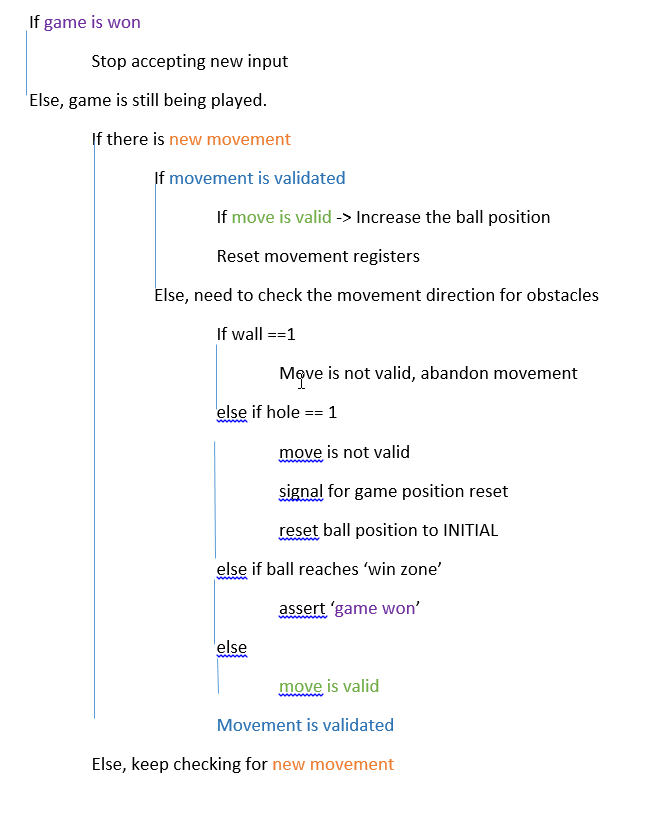 If game is won
Stop accepting new input
Else, game is still being played.
If there is new movement
If movement is validated
If move is valid -> Increase the ball position
Reset movement registers
Else, need to check the movement direction for obstacles
If wall ==1
Move is not valid, abandon movement
else if hole == 1
move is not valid
signal for game position reset
reset ball position to INITIAL
else if ball reaches ‘win zone’
assert ‘game won’
else
move is valid
Movement is validated
Else, keep checking for new movement